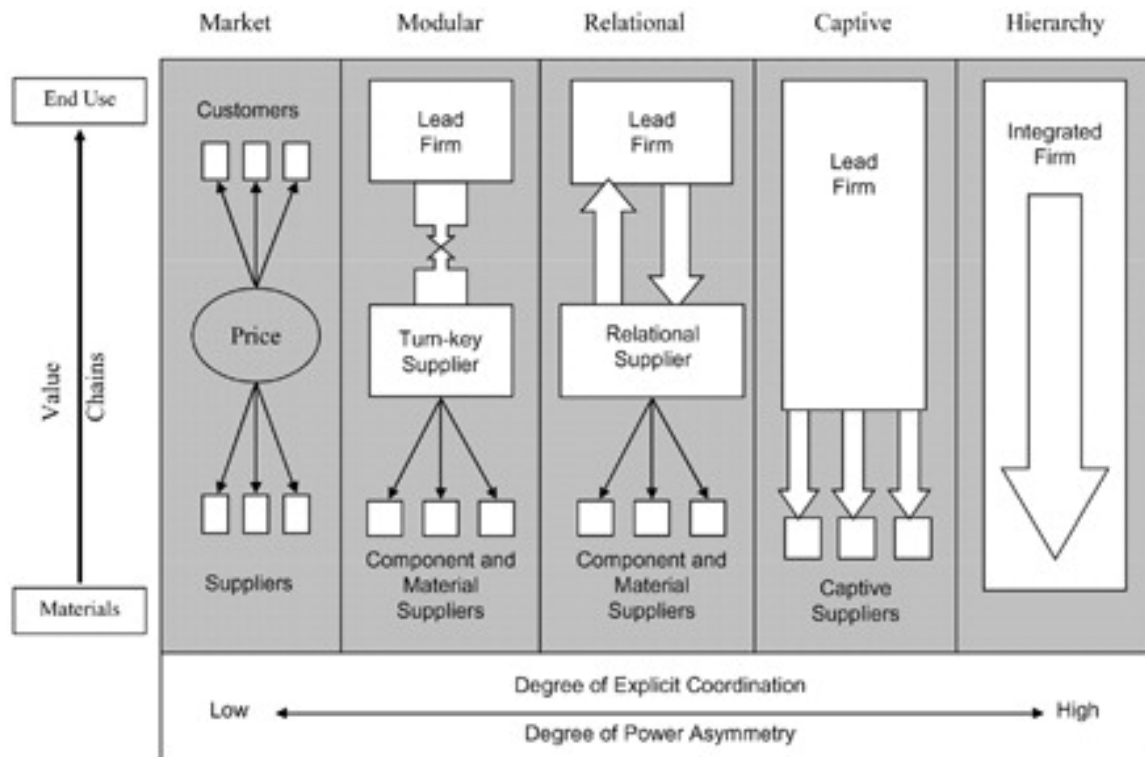 Market
Modular
Relational
Captive
Hierarchy
End Use
Value
Chains
Materials
Customers
Price
Suppliers
Lead
Firm
Turn-key
Supplier
Component and
Material
Suppliers
Lead
Firm
Relational
Supplier
Component and
Material
Suppliers
Lead
Firm
Captive
Suppliers
Integrated
Firm
Degree of Explicit Coordination
Low
High
Degree of Power Asymmetry